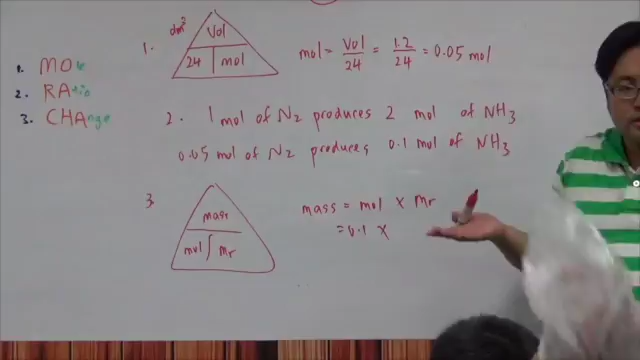 1. MOle
2. RAtio
3. CHAnge
1.
dm³
Vol
24 mol
mol = Vol/24 = 1.2/24 = 0.05 mol
2. 1 mol of N₂ produces 2 mol of NH₃
0.05 mol of N₂ produces 0.1 mol of NH₃
3.
mass
mol Mr
mass = mol x Mr
= 0.1 x